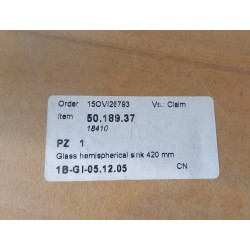 Order 15OVI26793 Vs.: Claim
Item 50.189.37
18410
PZ 1
Glass hemispherical sink 420 mm
1B-GI-05.12.05 CN